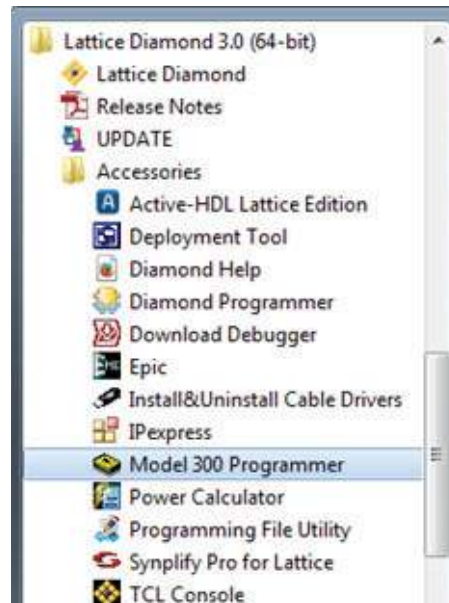 Lattice Diamond 3.0 (64-bit)
Lattice Diamond
Release Notes
UPDATE
Accessories
Active-HDL Lattice Edition
Deployment Tool
Diamond Help
Diamond Programmer
Download Debugger
Epic
Install&Uninstall Cable Drivers
IPexpress
Model 300 Programmer
Power Calculator
Programming File Utility
Synplify Pro for Lattice
TCL Console